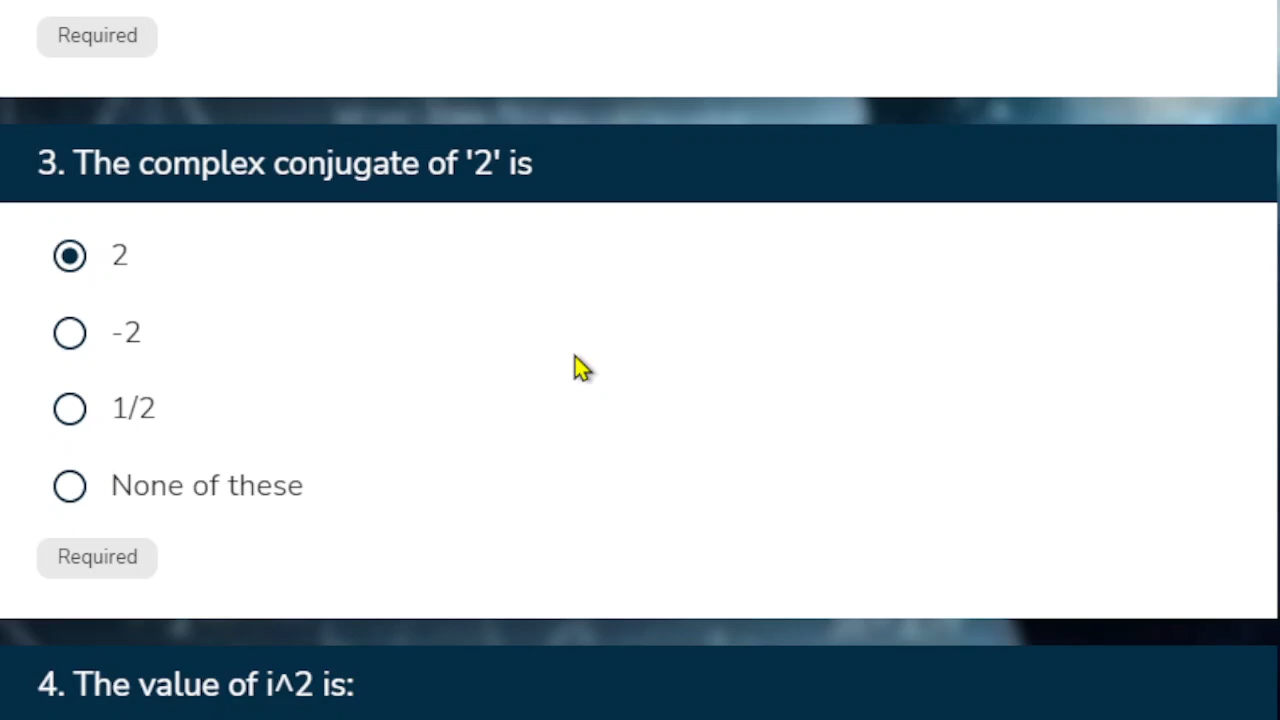 Required
3. The complex conjugate of '2' is
2
-2
1/2
None of these
Required
4. The value of i^2 is: